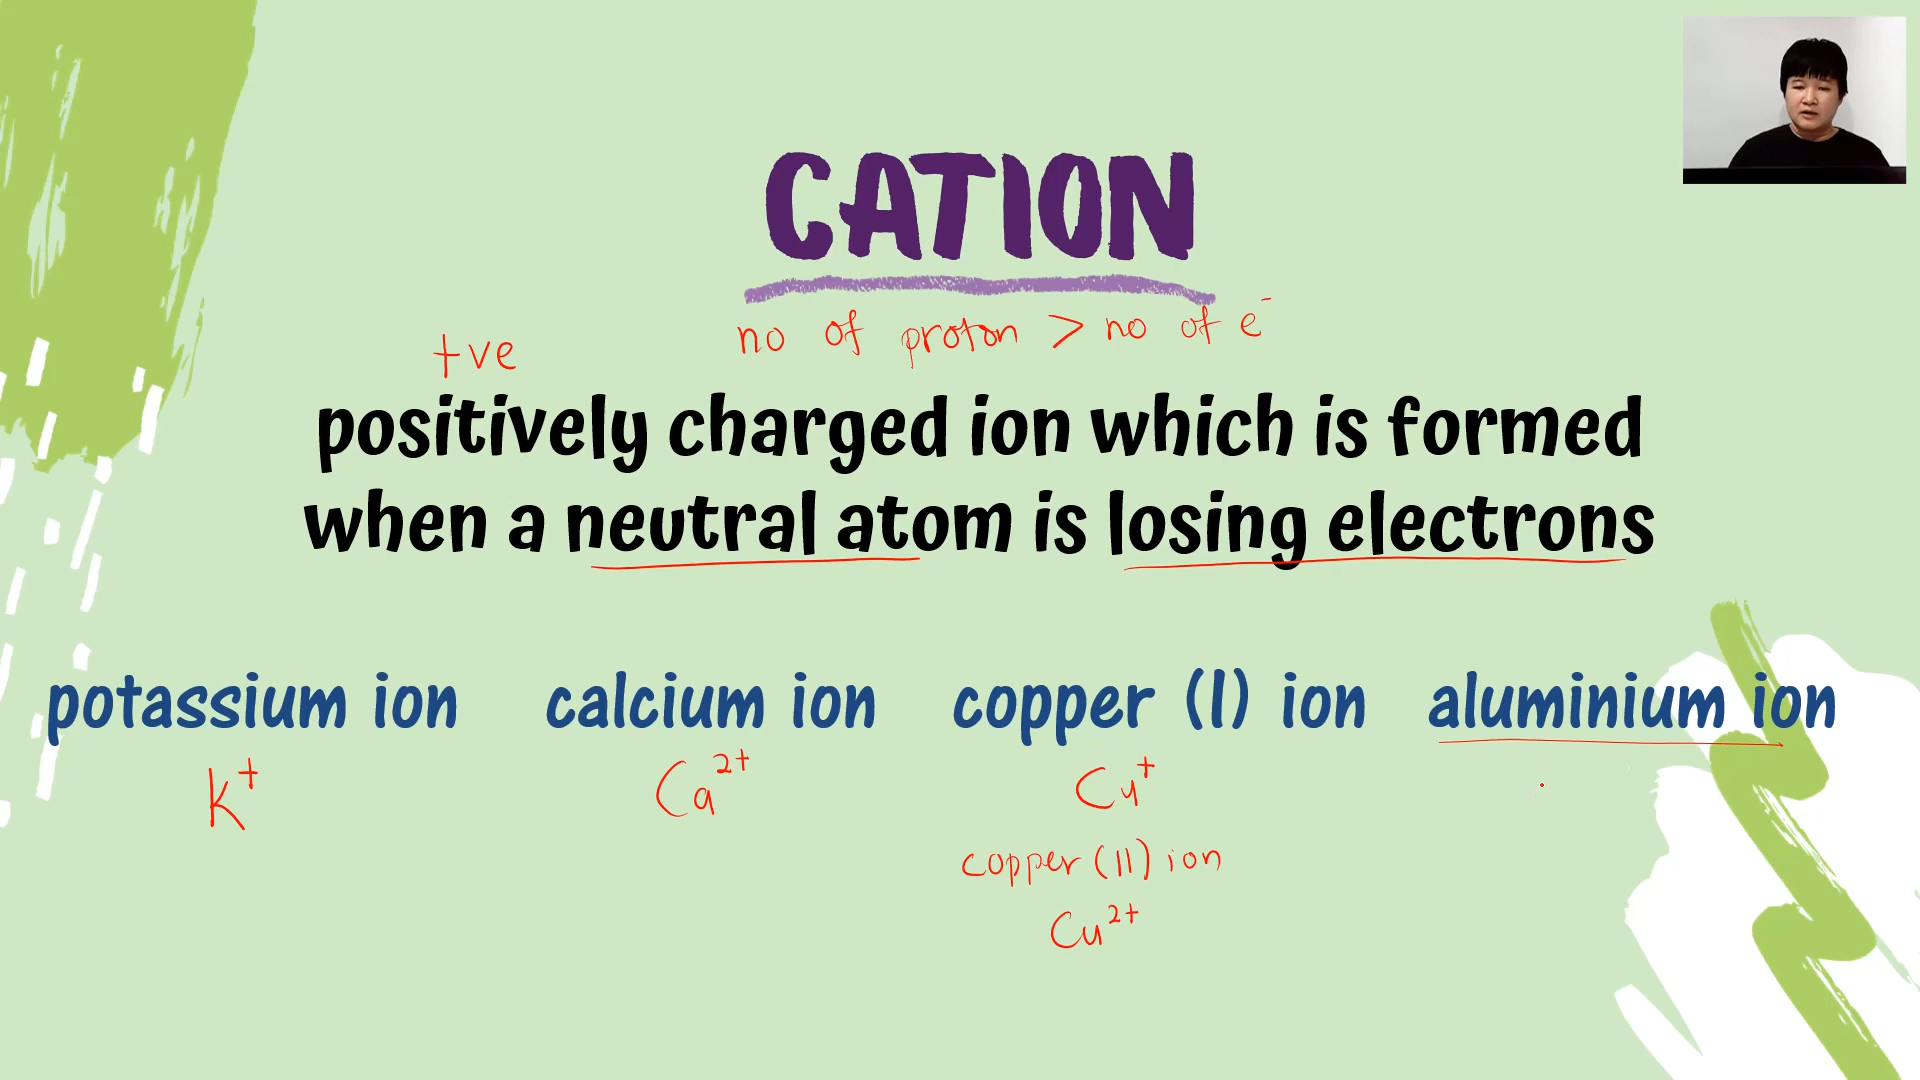 CATION
no of proton > no of e⁻
+ve
positively charged ion which is formed
when a neutral atom is losing electrons
potassium ion calcium ion copper (I) ion aluminium ion
K⁺ Ca²⁺ Cu⁺
copper (II) ion
Cu²⁺